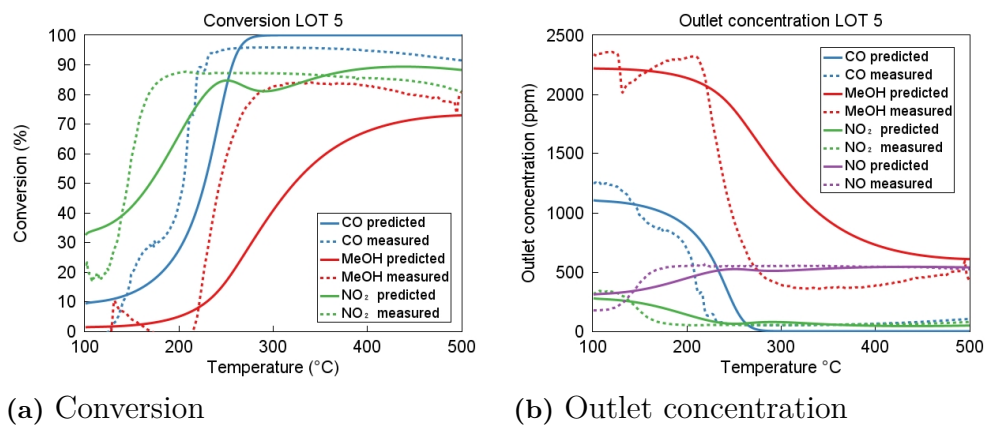 Conversion LOT 5
Conversion (%)
100
90
80
70
60
50
40
30
20
10
0
100
200
300
400
500
Temperature (°C)
CO predicted
CO measured
MeOH predicted
MeOH measured
NO₂ predicted
NO₂ measured
(a) Conversion
Outlet concentration LOT 5
Outlet concentration (ppm)
2500
2000
1500
1000
500
0
100
200
300
400
500
Temperature °C
CO predicted
CO measured
MeOH predicted
MeOH measured
NO₂ predicted
NO₂ measured
NO predicted
NO measured
(b) Outlet concentration